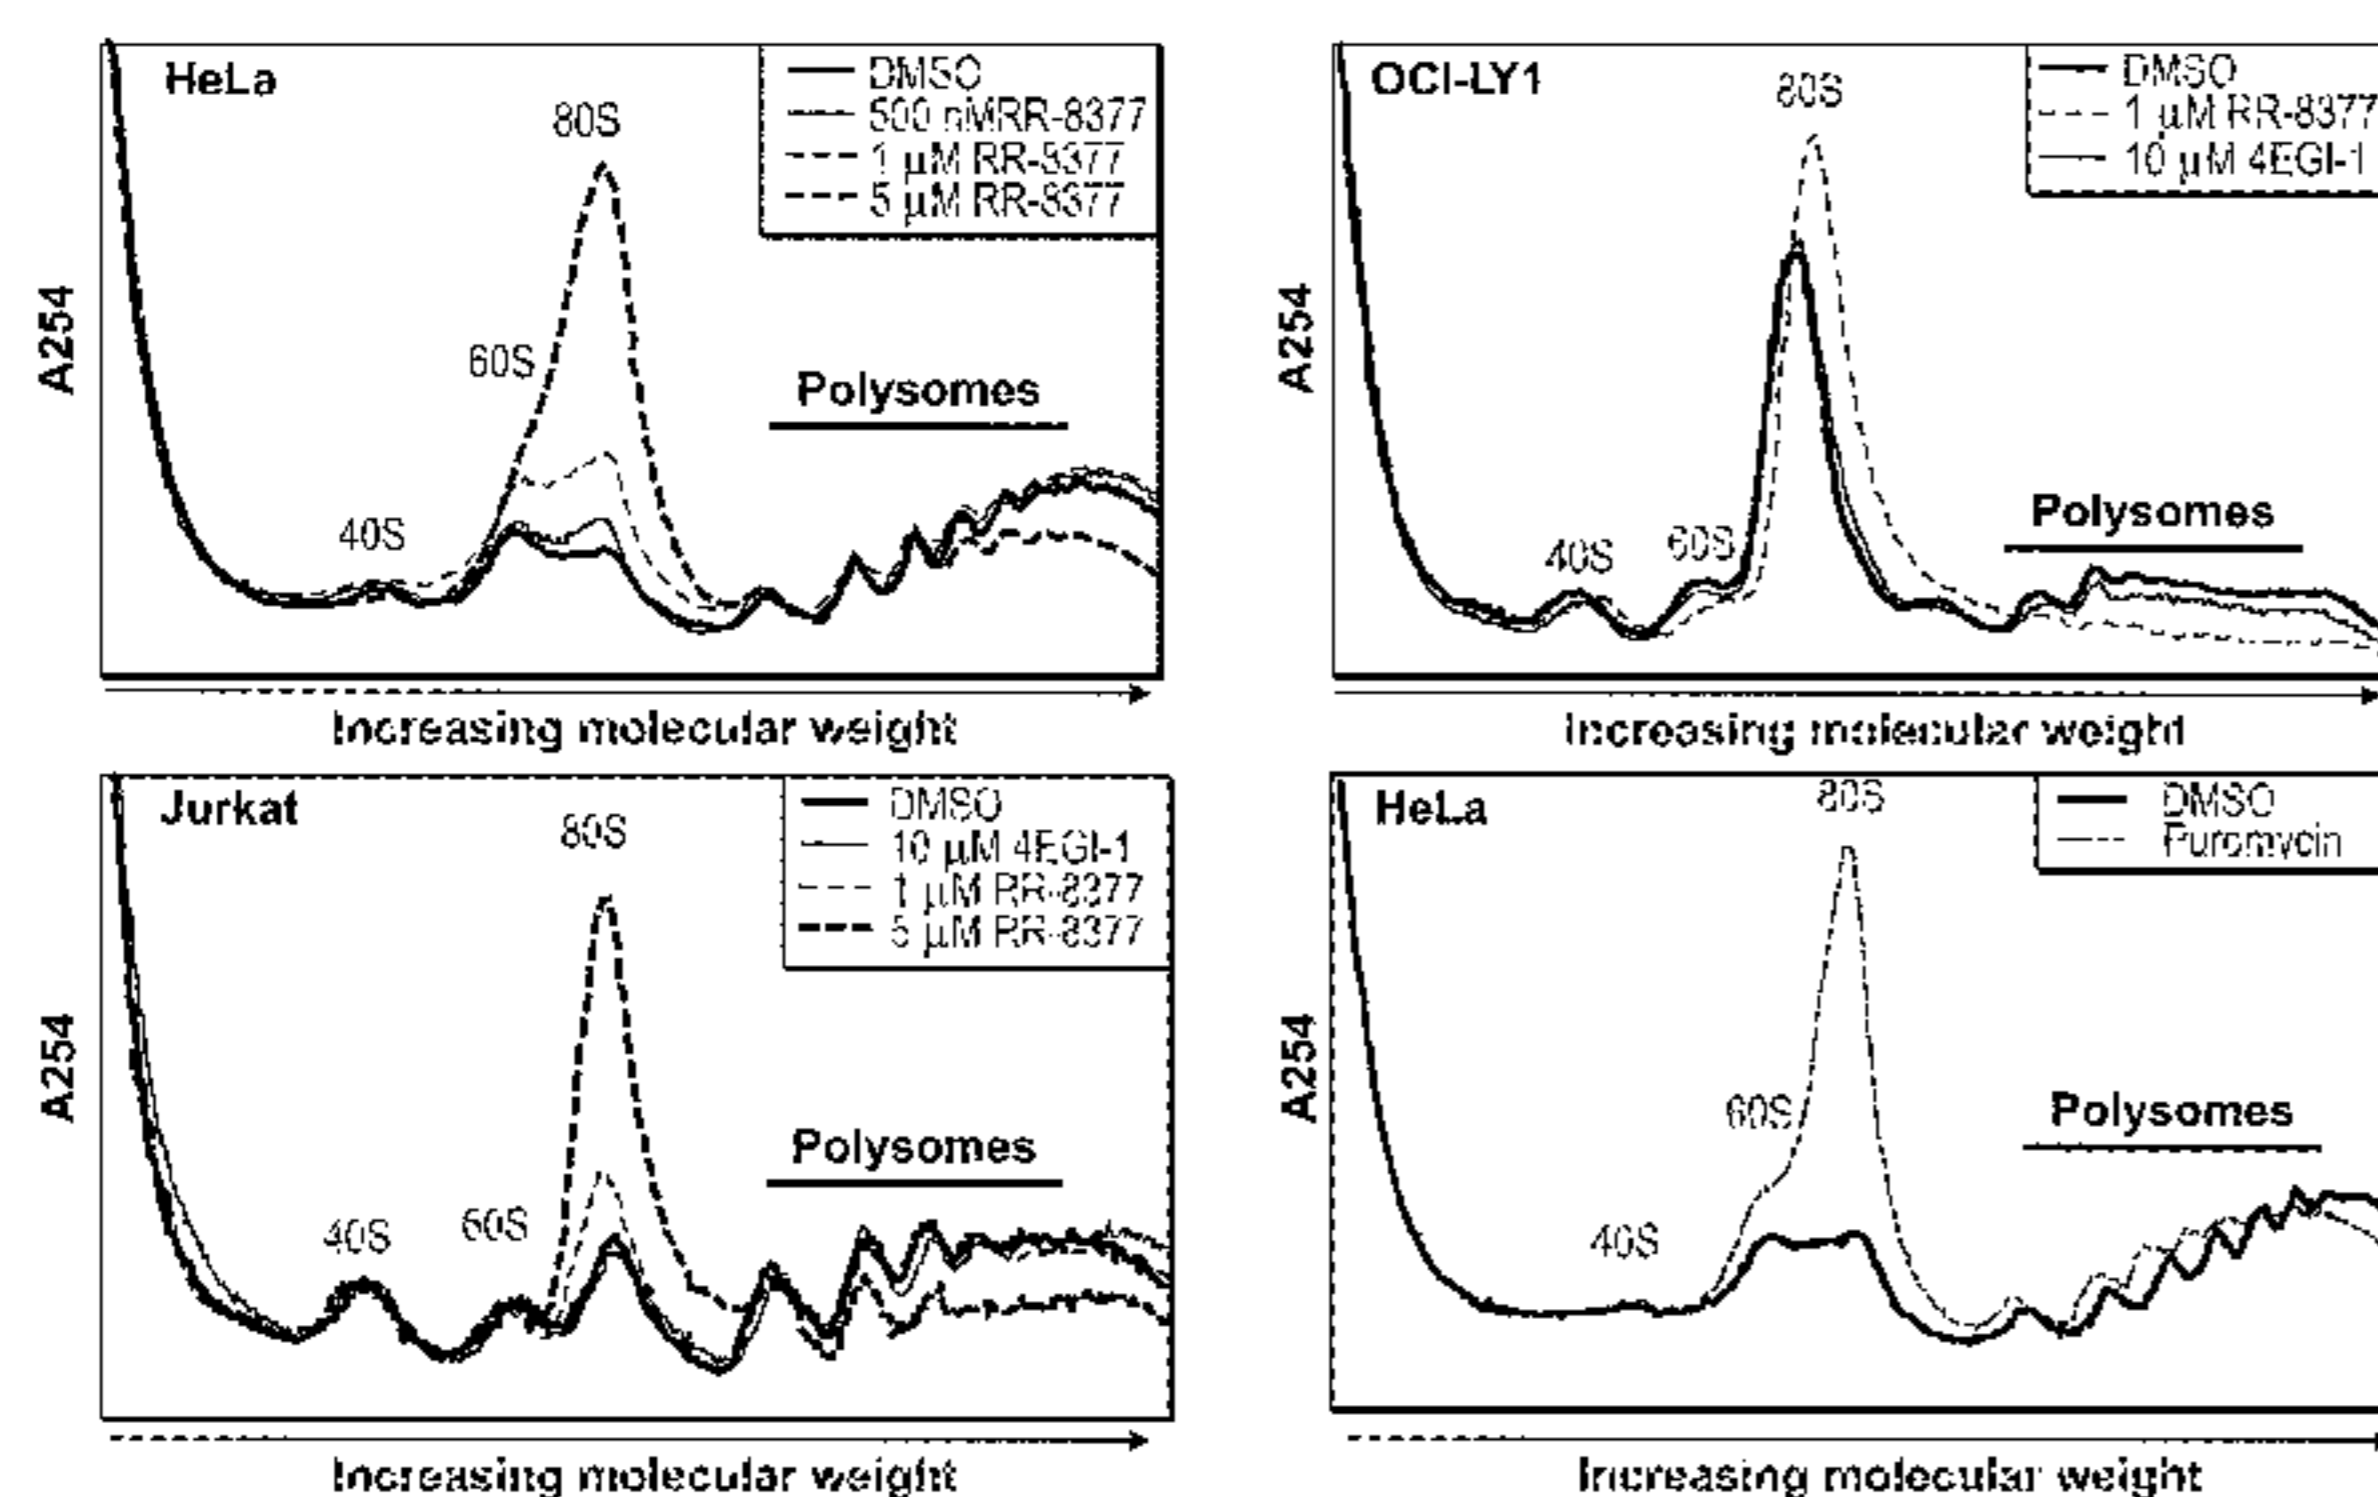 HeLa
DMSO
500 nMRR-8377
1 µM RR-8377
5 µM RR-8377
80S
60S
40S
Polysomes
A254
Increasing molecular weight
OCI-LY1
DMSO
1 µM RR-8377
10 µM 4EGI-1
80S
40S
60S
Polysomes
A254
Increasing molecular weight
Jurkat
DMSO
10 µM 4EGI-1
1 µM RR-8377
5 µM RR-8377
80S
40S
60S
Polysomes
A254
Increasing molecular weight
HeLa
DMSO
Puromycin
80S
60S
40S
Polysomes
A254
Increasing molecular weight